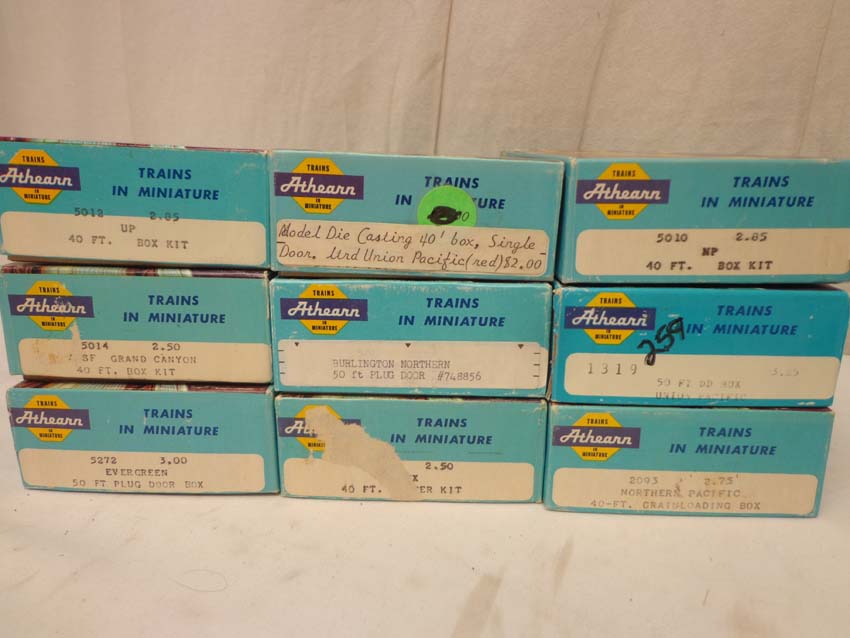 TRAINS
Athearn
IN
MINIATURE
TRAINS
IN MINIATURE
5012 2.85
UP
40 FT. BOX KIT
TRAINS
Athearn
IN
MINIATURE
TRAINS
IN
Model Die Casting 40' box, Single
Door. Urd Union Pacific (red) $2.00
TRAINS
Athearn
IN
MINIATURE
TRAINS
IN MINIATURE
5010 2.85
NP
40 FT. BOX KIT
TRAINS
Athearn
IN
MINIATURE
TRAINS
IN MINIATURE
5014 2.50
SF GRAND CANYON
40 FT. BOX KIT
TRAINS
Athearn
IN
MINIATURE
TRAINS
IN MINIATURE
BURLINGTON NORTHERN
50 ft PLUG DOOR #748856
TRAINS
Athearn
IN
MINIATURE
TRAINS
IN MINIATURE
259
1319
50 FT DD BOX
UNION PACIFIC
TRAINS
Athearn
IN
MINIATURE
TRAINS
IN MINIATURE
5272 3.00
EVERGREEN
50 FT PLUG DOOR BOX
TRAINS
TRAINS
IN MINIATURE
2.50
40 FT. KIT
TRAINS
Athearn
IN
MINIATURE
TRAINS
IN MINIATURE
2093 2.75
NORTHERN PACIFIC
40-FT. GRAINLOADING BOX